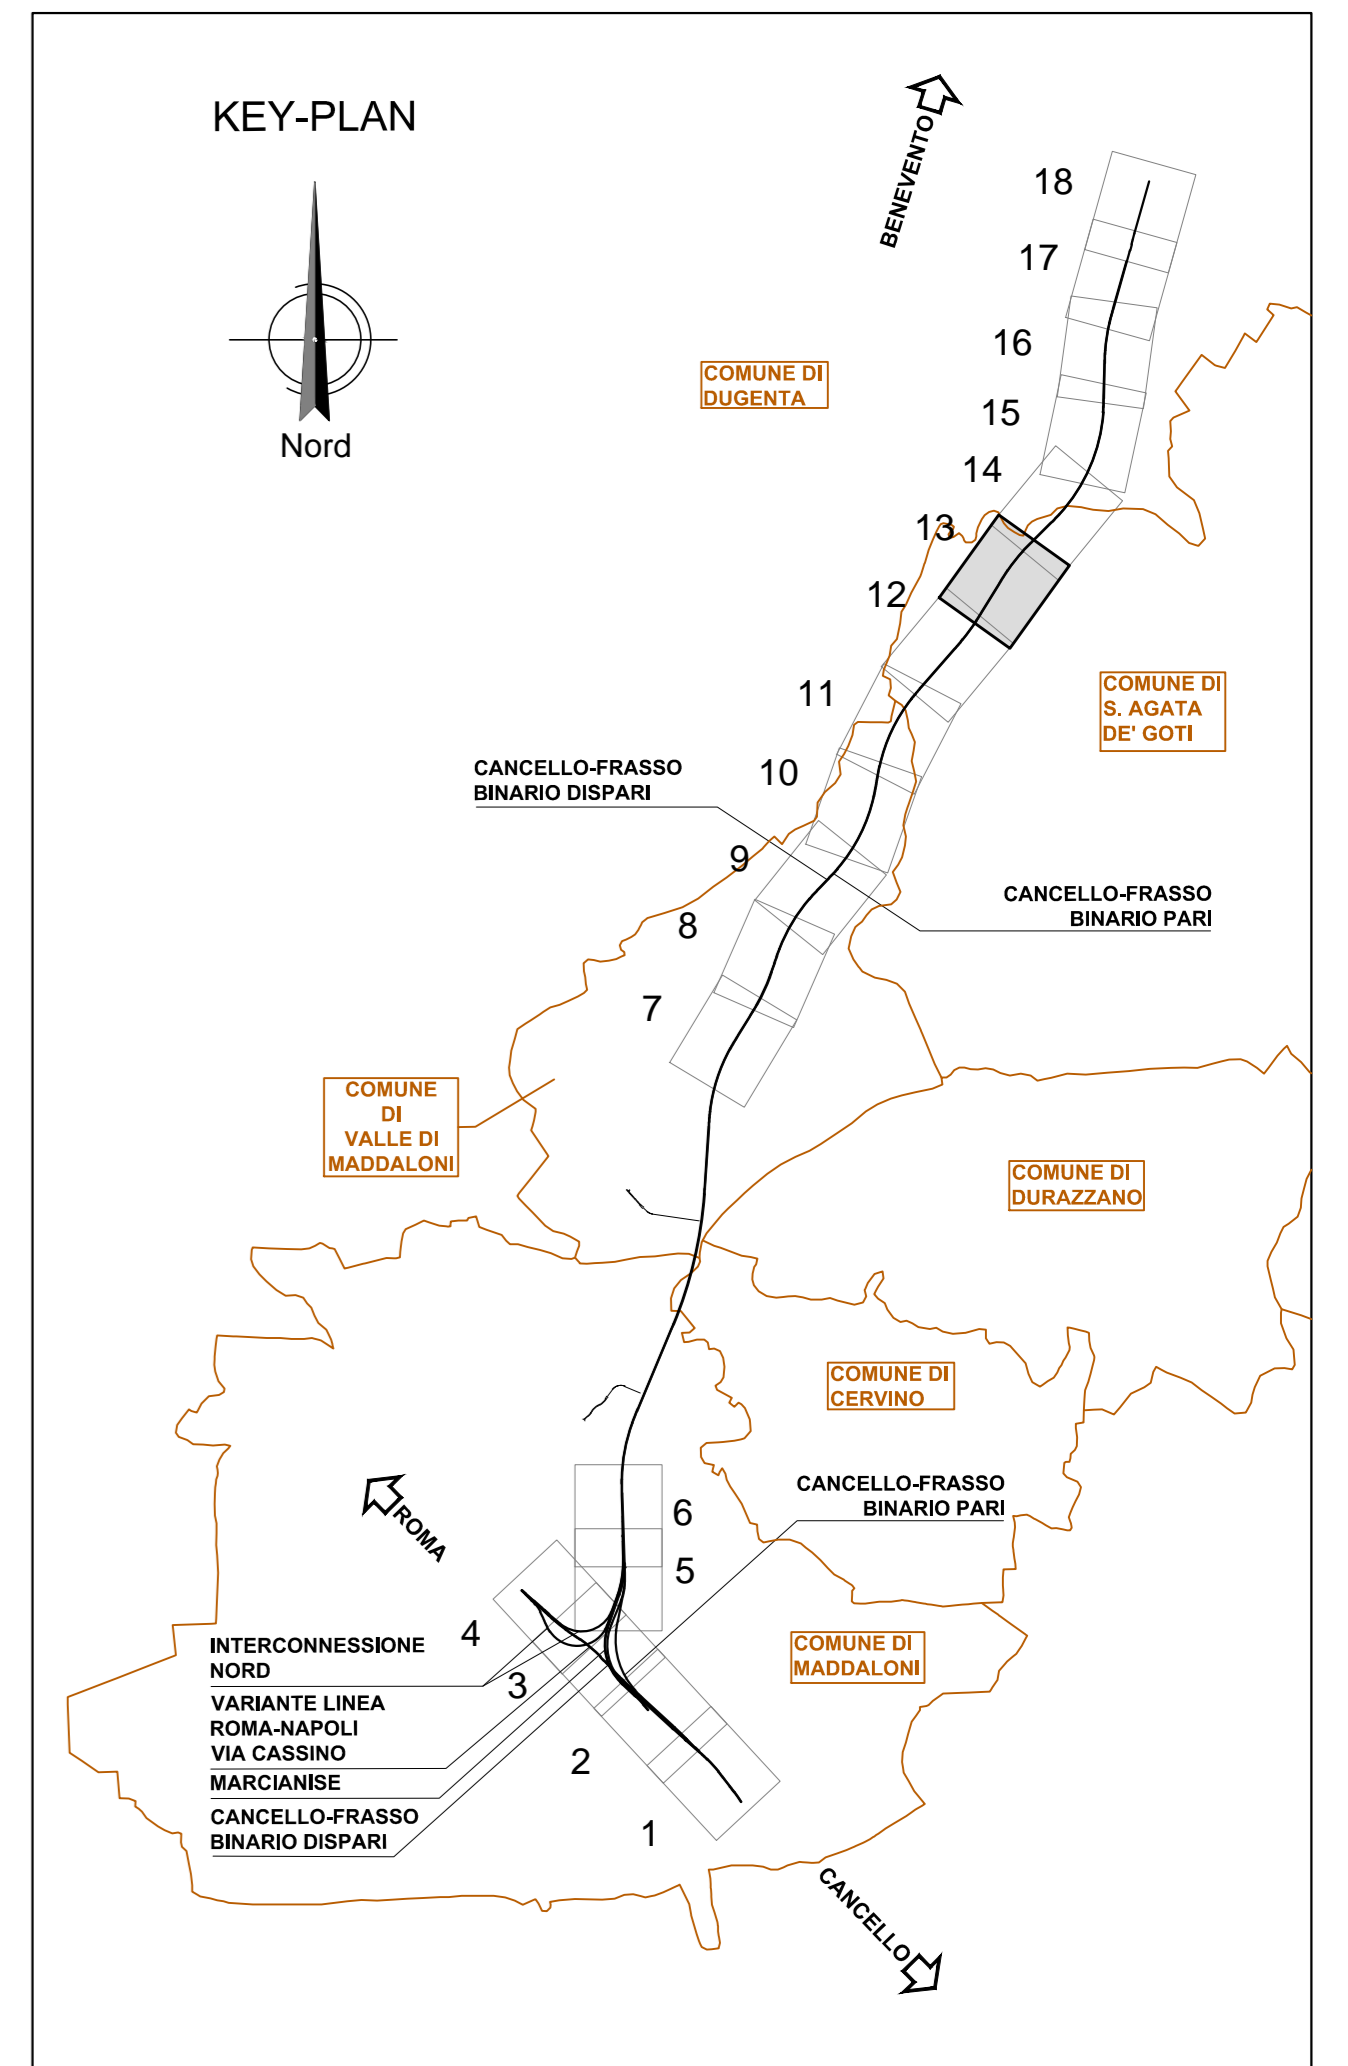 KEY-PLAN
Nord
BENEVENTO
18
17
16
15
14
13
12
11
10
9
8
7
COMUNE DI
DUGENTA
COMUNE DI
S. AGATA
DE' GOTI
CANCELLO-FRASSO
BINARIO DISPARI
CANCELLO-FRASSO
BINARIO PARI
COMUNE
DI
VALLE DI
MADDALONI
COMUNE DI
DURAZZANO
COMUNE DI
CERVINO
ROMA
CANCELLO-FRASSO
BINARIO PARI
6
5
4
3
2
1
INTERCONNESSIONE
NORD
VARIANTE LINEA
ROMA-NAPOLI
VIA CASSINO
MARCIANISE
CANCELLO-FRASSO
BINARIO DISPARI
COMUNE DI
MADDALONI
CANCELLO